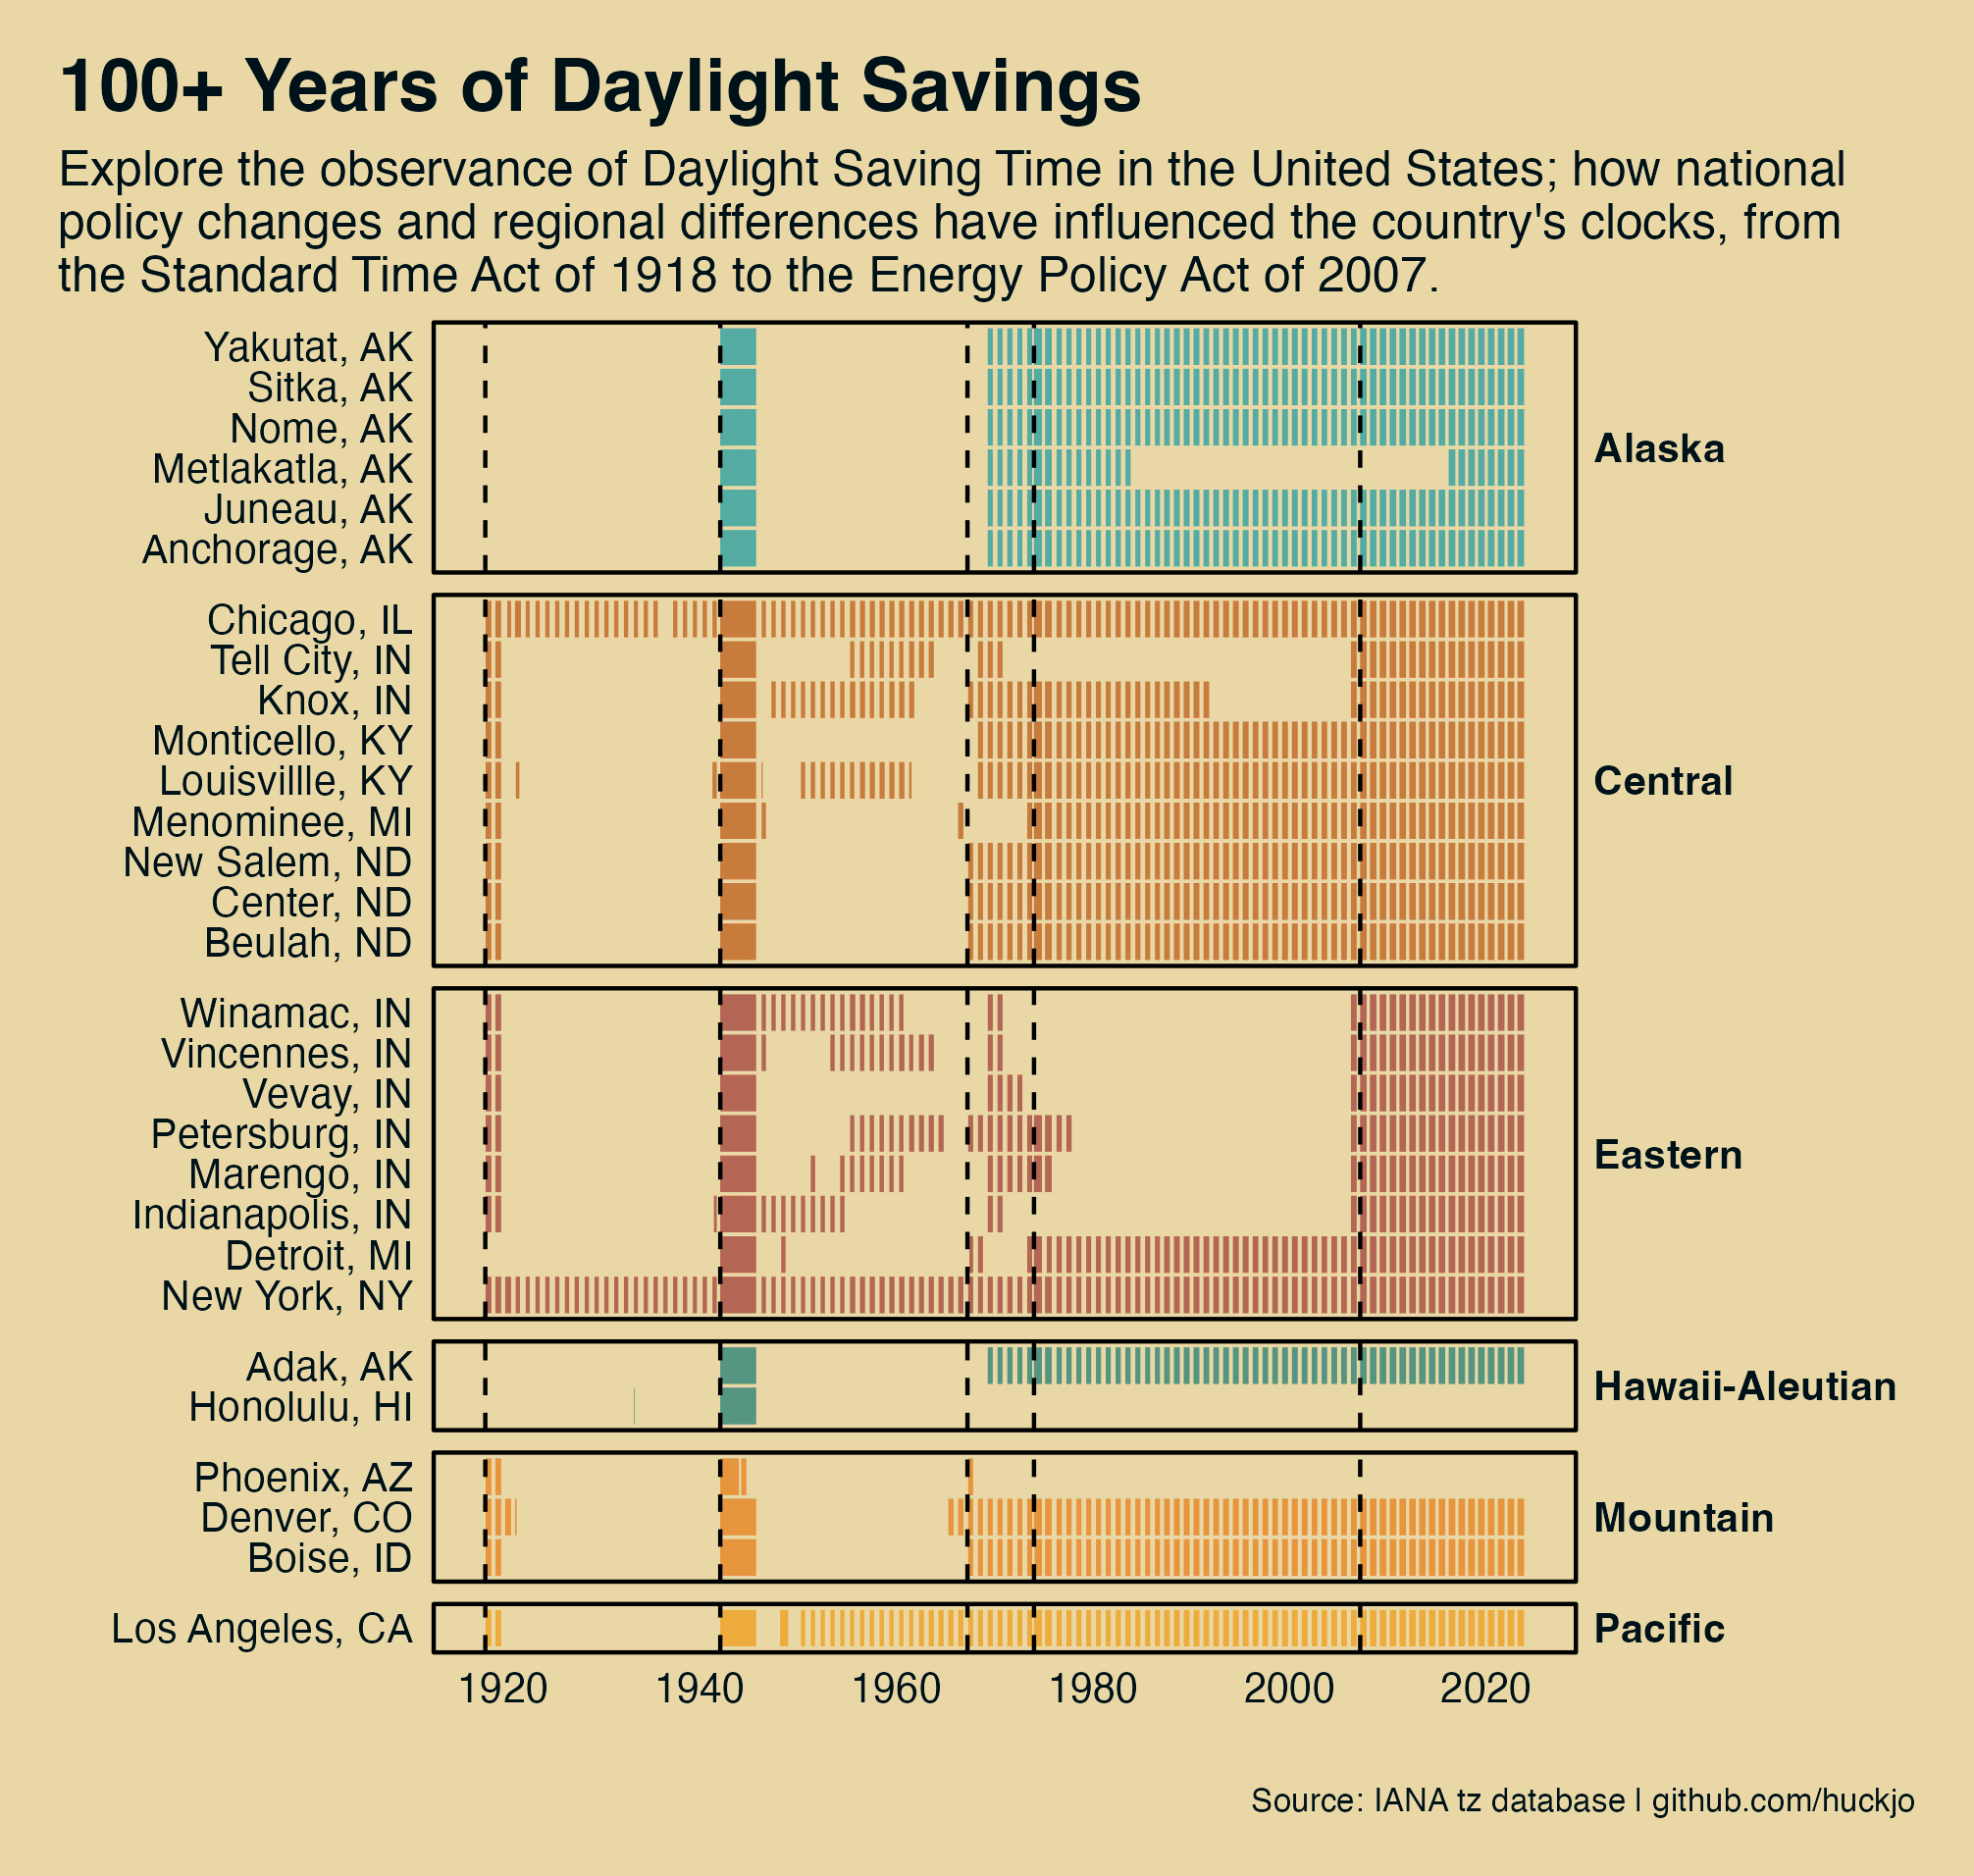 100+ Years of Daylight Savings
Explore the observance of Daylight Saving Time in the United States; how national
policy changes and regional differences have influenced the country's clocks, from
the Standard Time Act of 1918 to the Energy Policy Act of 2007.
Yakutat, AK
Sitka, AK
Nome, AK
Metlakatla, AK
Juneau, AK
Anchorage, AK
Alaska
Chicago, IL
Tell City, IN
Knox, IN
Monticello, KY
Louisvillle, KY
Menominee, MI
New Salem, ND
Center, ND
Beulah, ND
Central
Winamac, IN
Vincennes, IN
Vevay, IN
Petersburg, IN
Marengo, IN
Indianapolis, IN
Detroit, MI
New York, NY
Eastern
Adak, AK
Honolulu, HI
Hawaii-Aleutian
Phoenix, AZ
Denver, CO
Boise, ID
Mountain
Los Angeles, CA
Pacific
1920 1940 1960 1980 2000 2020
Source: IANA tz database | github.com/huckjo